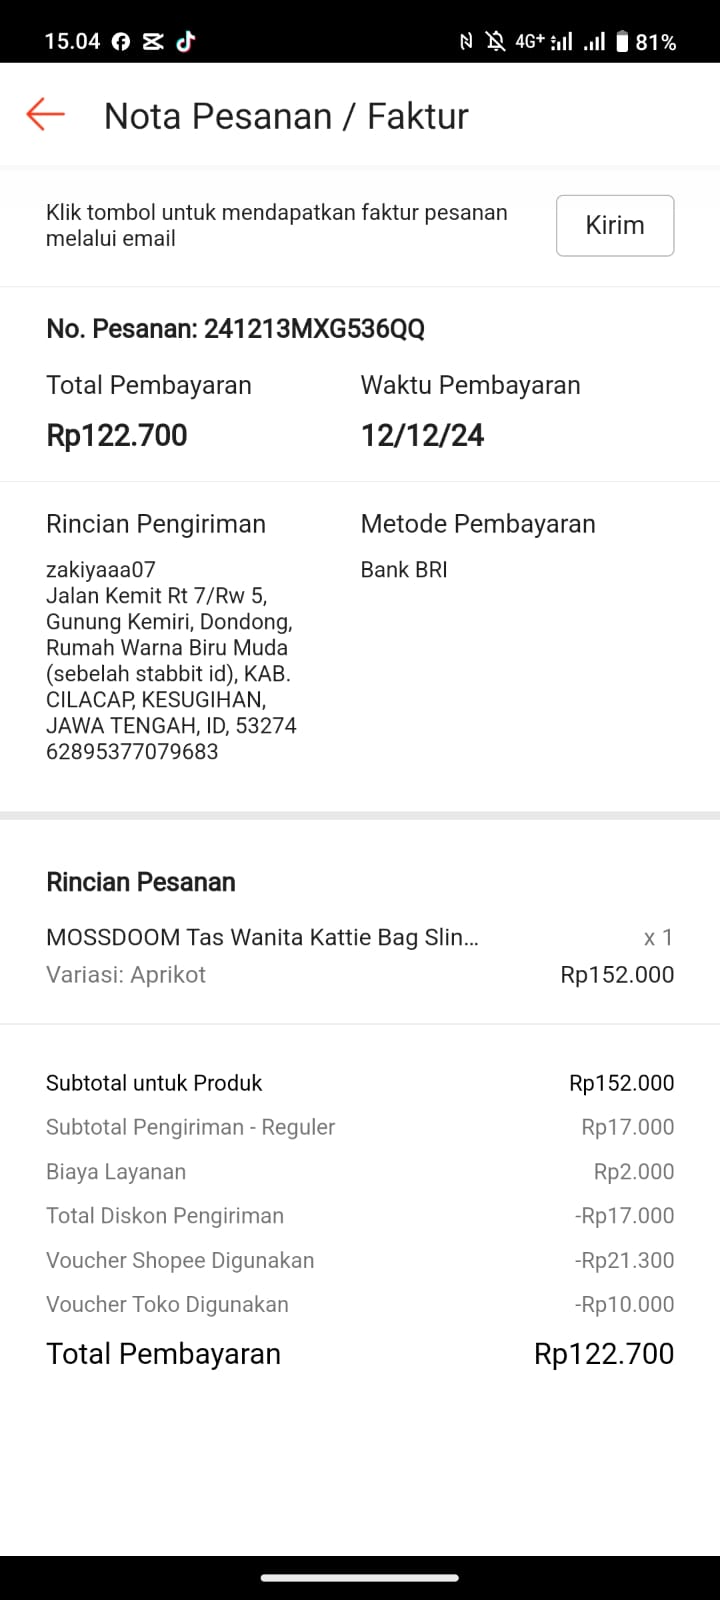 15.04
4G+
81%
Nota Pesanan / Faktur
Klik tombol untuk mendapatkan faktur pesanan
melalui email
Kirim
No. Pesanan: 241213MXG536QQ
Total Pembayaran
Waktu Pembayaran
Rp122.700
12/12/24
Rincian Pengiriman
Metode Pembayaran
zakiyaaa07
Bank BRI
Jalan Kemit Rt 7/Rw 5,
Gunung Kemiri, Dondong,
Rumah Warna Biru Muda
(sebelah stabbit id), KAB.
CILACAP, KESUGIHAN,
JAWA TENGAH, ID, 53274
62895377079683
Rincian Pesanan
MOSSDOOM Tas Wanita Kattie Bag Slin... x 1
Variasi: Aprikot Rp152.000
Subtotal untuk Produk Rp152.000
Subtotal Pengiriman - Reguler Rp17.000
Biaya Layanan Rp2.000
Total Diskon Pengiriman -Rp17.000
Voucher Shopee Digunakan -Rp21.300
Voucher Toko Digunakan -Rp10.000
Total Pembayaran Rp122.700